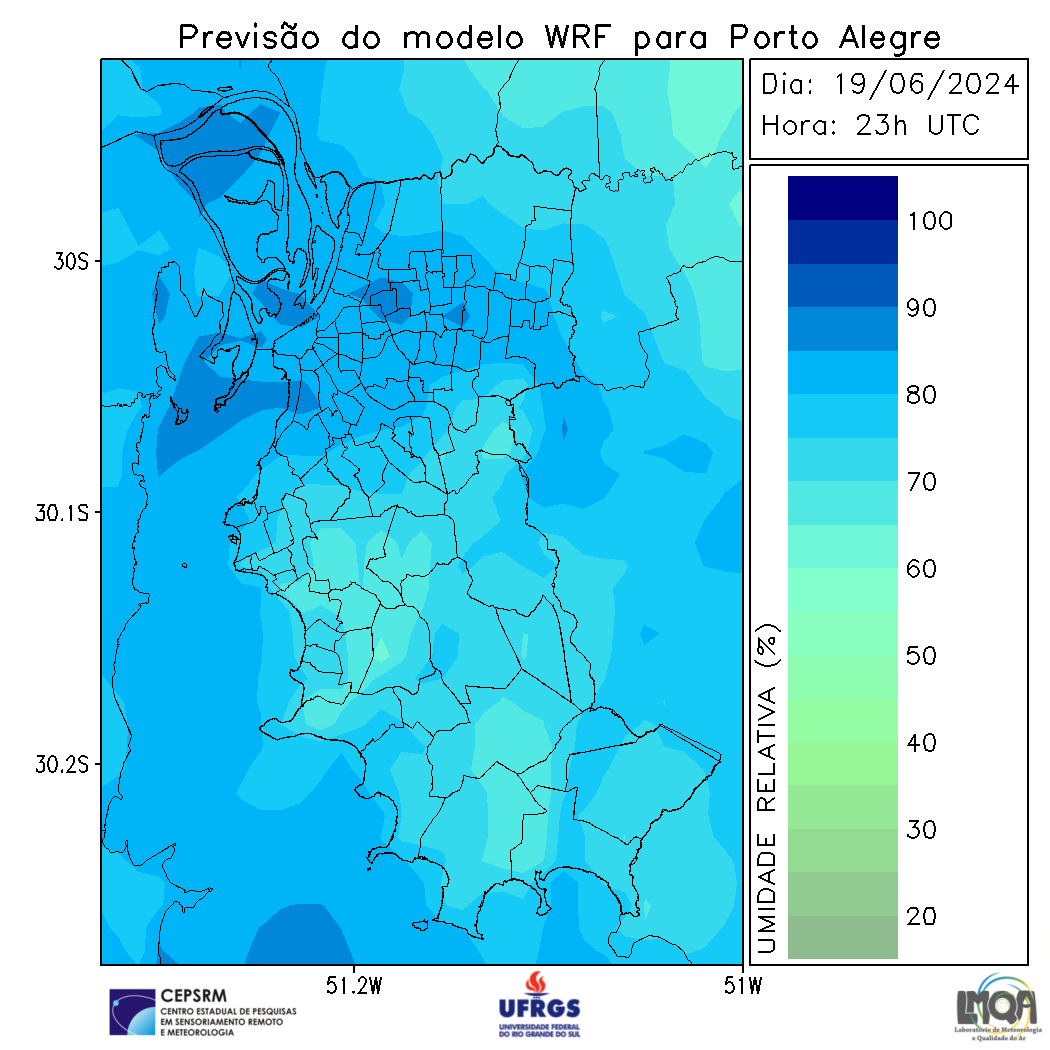 Previsão do modelo WRF para Porto Alegre
Dia: 19/06/2024
Hora: 23h UTC
100
90
80
70
60
50
40
30
20
UMIDADE RELATIVA (%)
30S
30.1S
30.2S
51.2W
51W
CEPSRM
CENTRO ESTADUAL DE PESQUISAS
EM SENSORIAMENTO REMOTO
E METEOROLOGIA
UFRGS
UNIVERSIDADE FEDERAL
DO RIO GRANDE DO SUL
LMQA
Laboratório de Meteorologia
e Qualidade do Ar